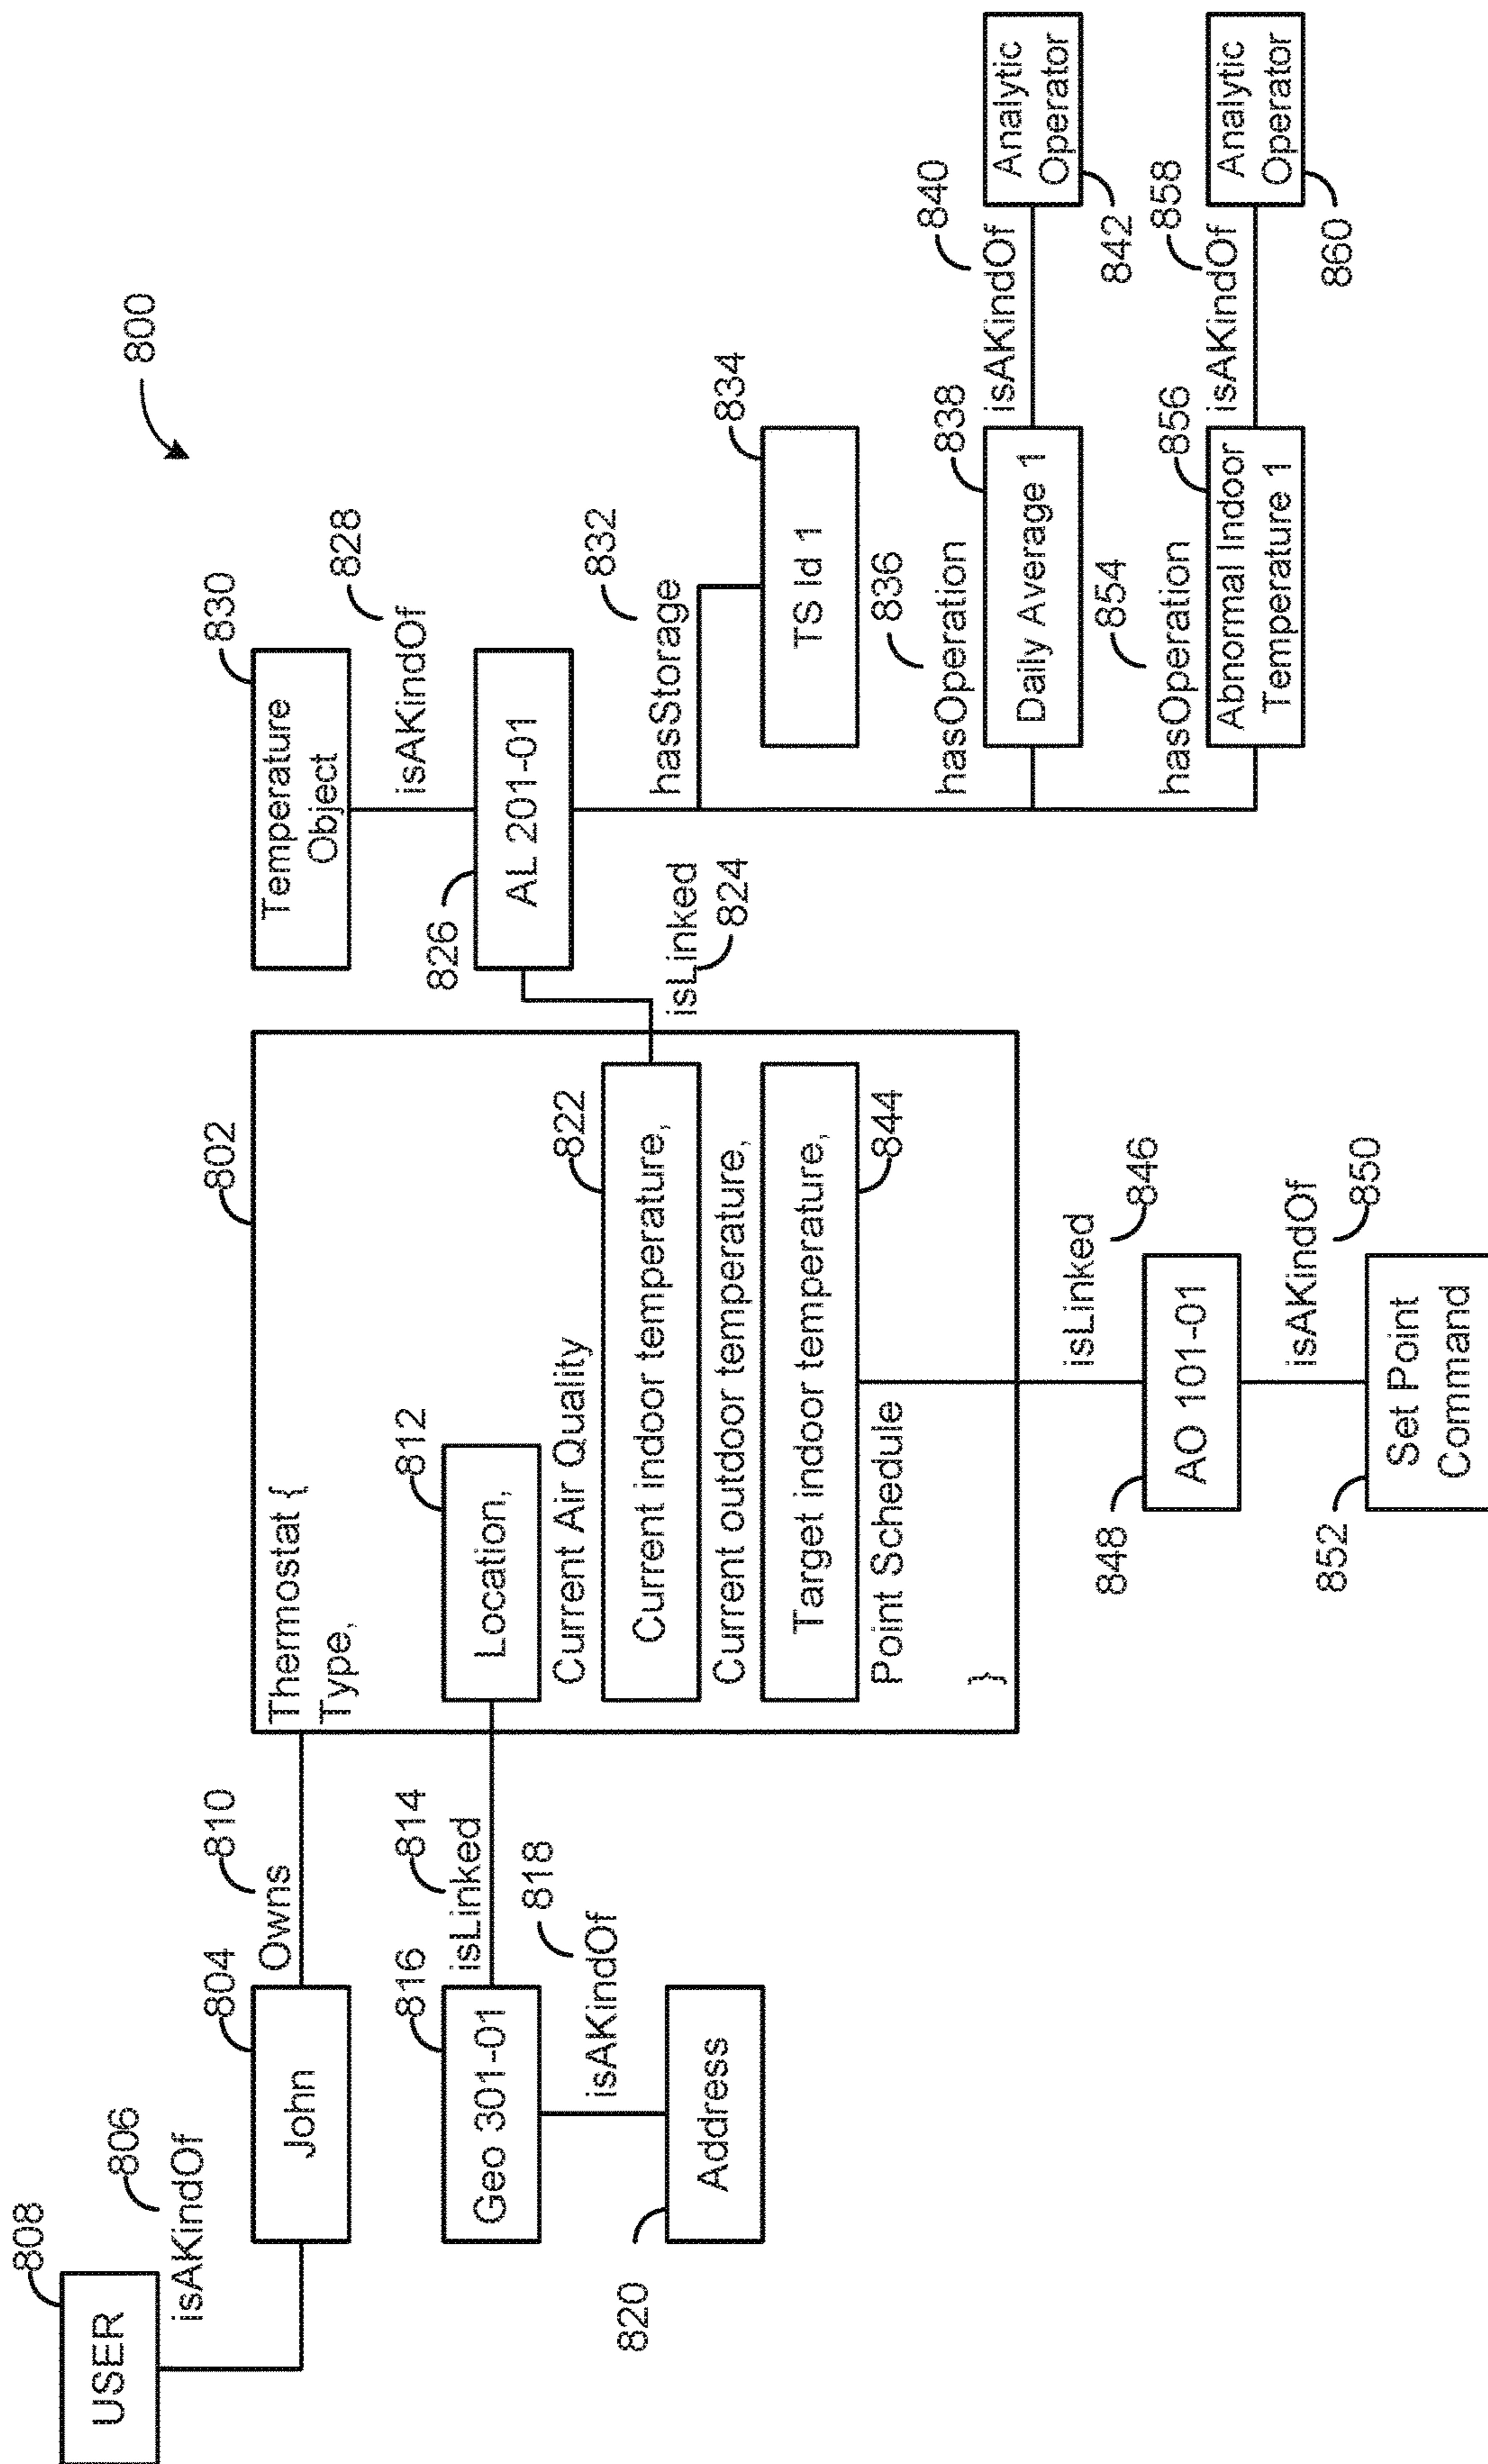 800
USER
808
isAKindOf
806
John
804
Owns
810
Geo 301-01
816
isLinked
814
isAKindOf
818
Address
820
802
Thermostat {
Type,
Location,
812
Current Air Quality
Current indoor temperature,
822
Current outdoor temperature,
Target indoor temperature,
844
Point Schedule
}
isLinked
846
AO 101-01
848
isAKindOf
850
Set Point
Command
852
Temperature
Object
830
isAKindOf
828
AL 201-01
826
isLinked
824
hasStorage
832
TS Id 1
834
hasOperation
836
Daily Average 1
838
isAKindOf
840
Analytic
Operator
842
hasOperation
854
Abnormal Indoor
Temperature 1
856
isAKindOf
858
Analytic
Operator
860